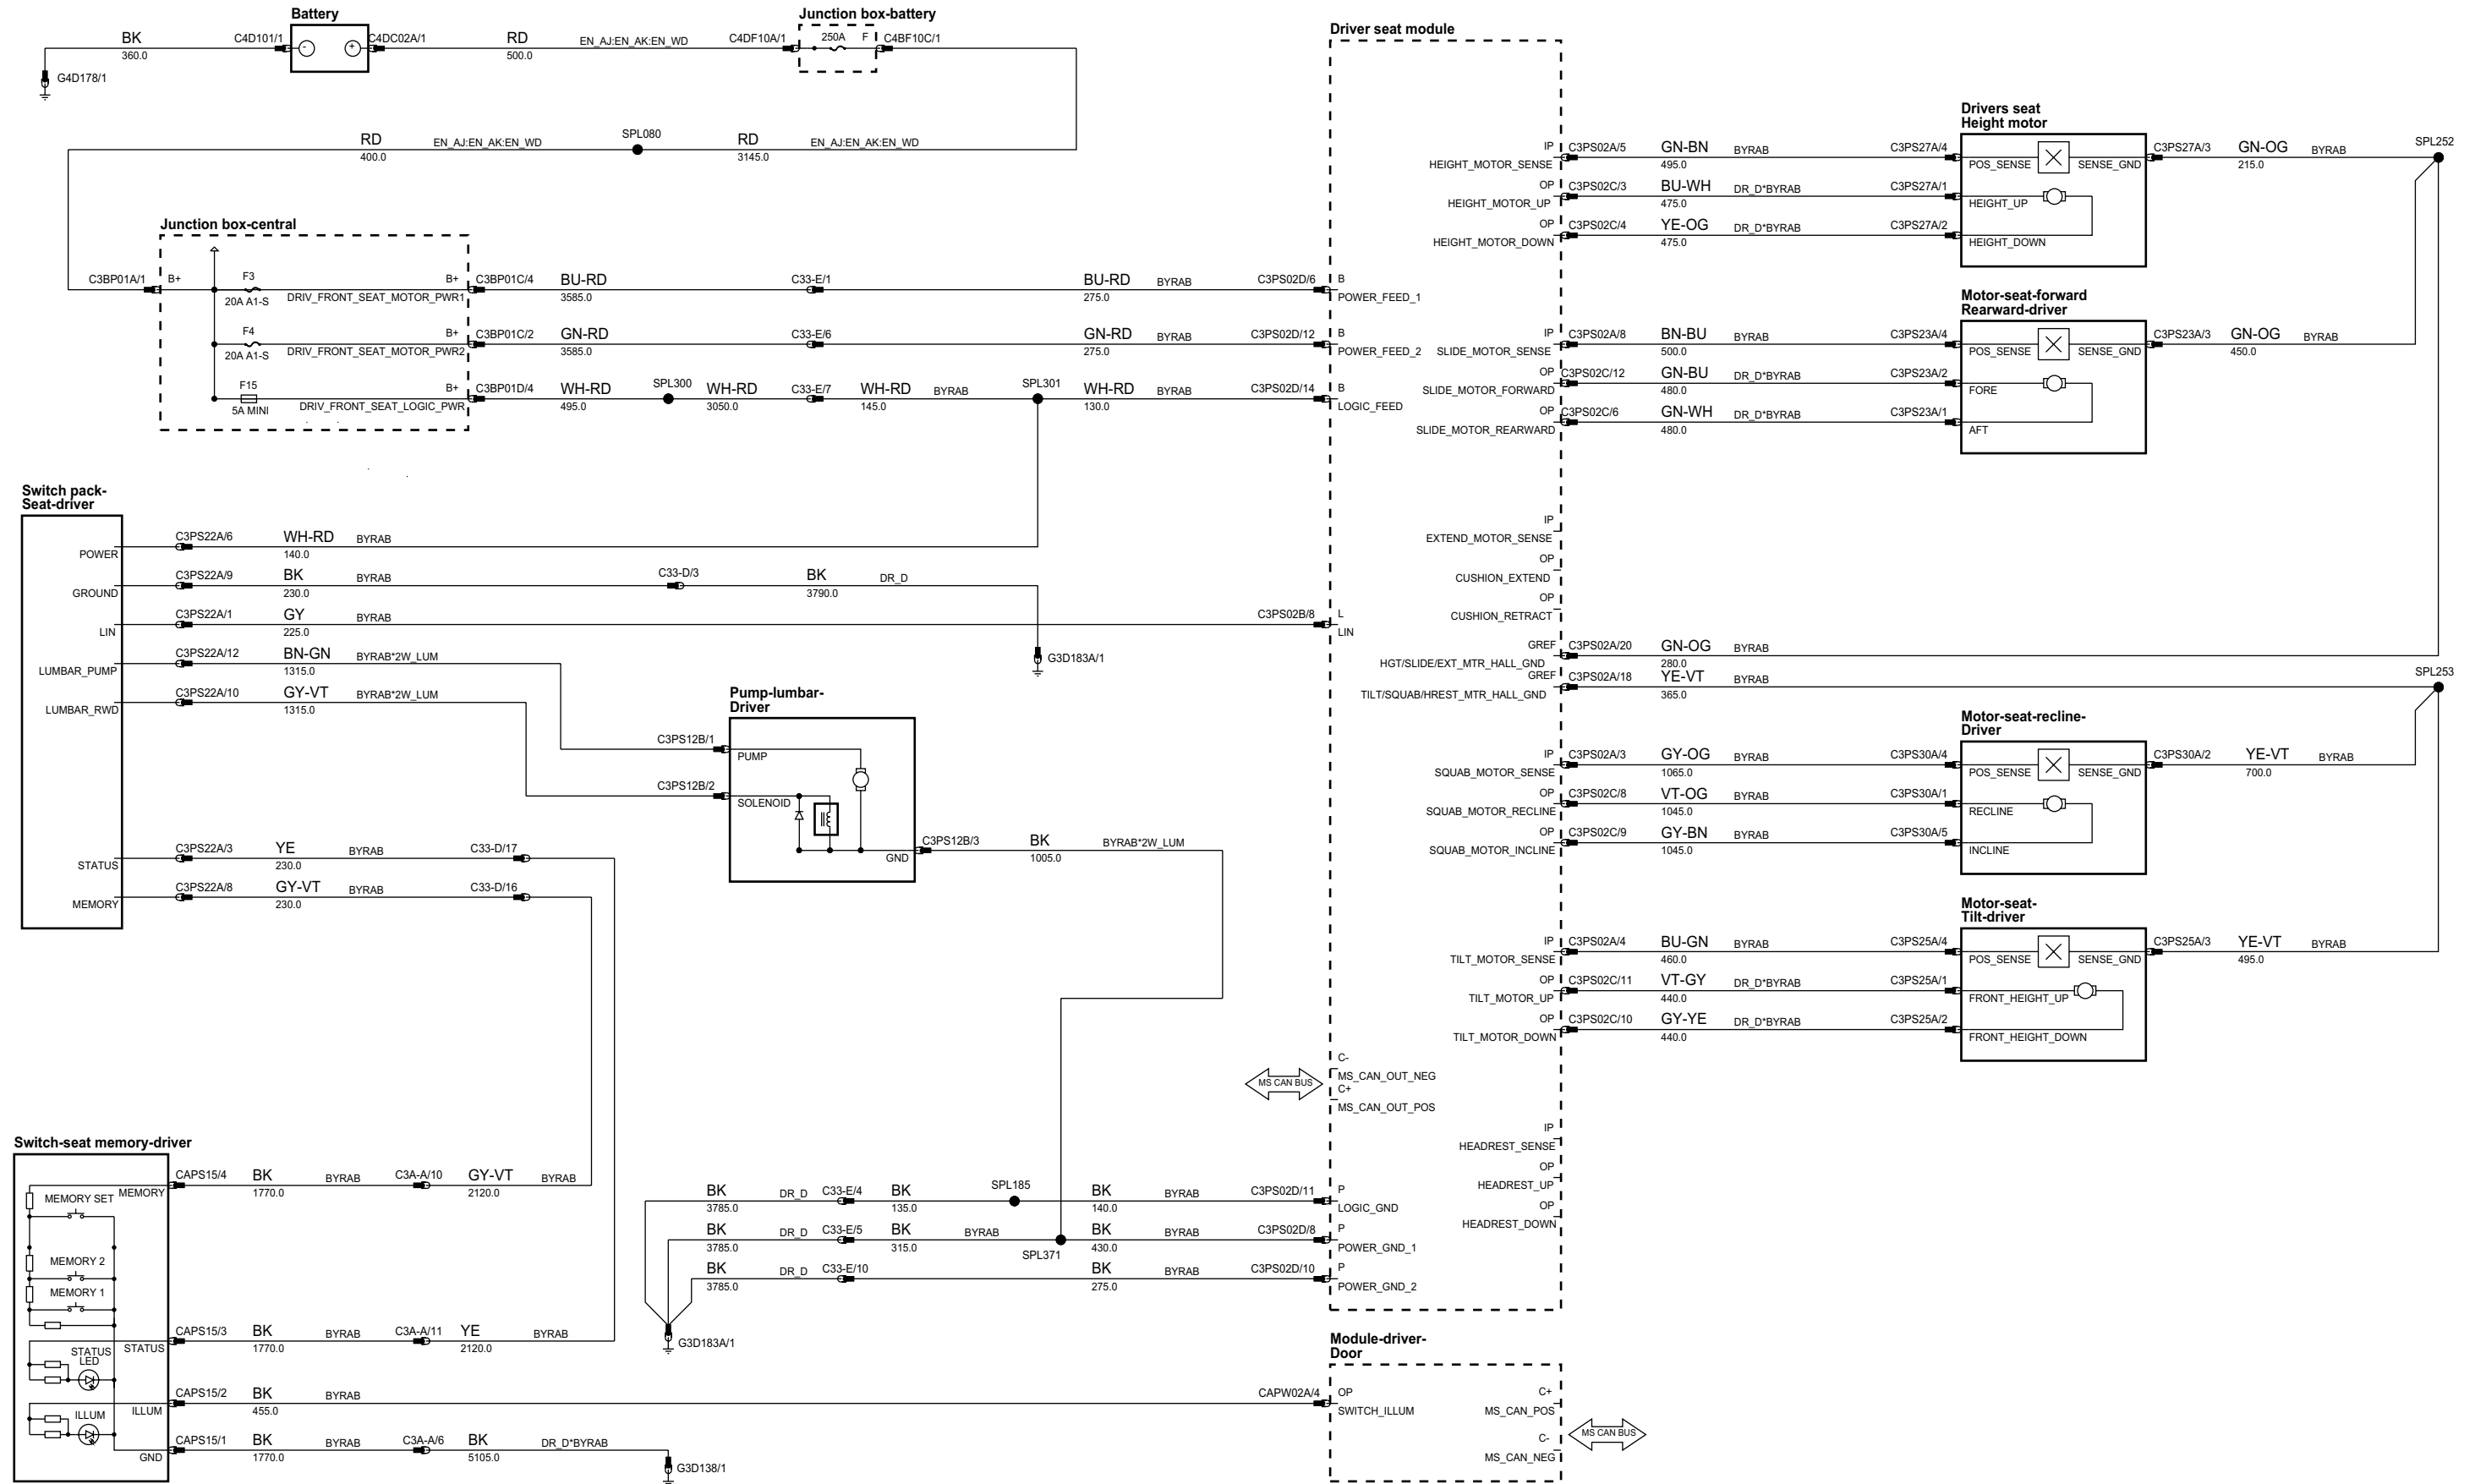 Battery
Junction box-battery
BK
360.0
C4D101/1
C4DC02A/1
RD
500.0
EN_AJ:EN_AK:EN_WD
C4DF10A/1
250A F
C4BF10C/1
G4D178/1
RD
400.0
EN_AJ:EN_AK:EN_WD
SPL080
RD
3145.0
EN_AJ:EN_AK:EN_WD
Junction box-central
C3BP01A/1
B+
F3
20A A1-S
B+
DRIV_FRONT_SEAT_MOTOR_PWR1
C3BP01C/4
BU-RD
3585.0
C33-E/1
BU-RD
275.0
BYRAB
C3PS02D/6
F4
20A A1-S
B+
DRIV_FRONT_SEAT_MOTOR_PWR2
C3BP01C/2
GN-RD
3585.0
C33-E/6
GN-RD
275.0
BYRAB
C3PS02D/12
F15
5A MINI
B+
DRIV_FRONT_SEAT_LOGIC_PWR
C3BP01D/4
WH-RD
495.0
SPL300
WH-RD
3050.0
C33-E/7
WH-RD
145.0
BYRAB
SPL301
WH-RD
130.0
BYRAB
C3PS02D/14
Switch pack-
Seat-driver
POWER
C3PS22A/6
WH-RD
140.0
BYRAB
GROUND
C3PS22A/9
BK
230.0
BYRAB
C33-D/3
BK
3790.0
DR_D
G3D183A/1
LIN
C3PS22A/1
GY
225.0
BYRAB
C3PS02B/8
LUMBAR_PUMP
C3PS22A/12
BN-GN
1315.0
BYRAB*2W_LUM
LUMBAR_RWD
C3PS22A/10
GY-VT
1315.0
BYRAB*2W_LUM
STATUS
C3PS22A/3
YE
230.0
BYRAB
C33-D/17
MEMORY
C3PS22A/8
GY-VT
230.0
BYRAB
C33-D/16
Pump-lumbar-
Driver
C3PS12B/1
PUMP
C3PS12B/2
SOLENOID
GND
C3PS12B/3
BK
1005.0
BYRAB*2W_LUM
Switch-seat memory-driver
MEMORY SET
MEMORY
MEMORY 2
MEMORY 1
STATUS
LED
STATUS
ILLUM
ILLUM
GND
CAPS15/4
BK
1770.0
BYRAB
C3A-A/10
GY-VT
2120.0
BYRAB
CAPS15/3
BK
1770.0
BYRAB
C3A-A/11
YE
2120.0
BYRAB
CAPS15/2
BK
455.0
BYRAB
CAPW02A/4
CAPS15/1
BK
1770.0
BYRAB
C3A-A/6
BK
5105.0
DR_D*BYRAB
G3D138/1
BK
3785.0
DR_D
C33-E/4
BK
135.0
SPL185
BK
140.0
BYRAB
C3PS02D/11
BK
3785.0
DR_D
C33-E/5
BK
315.0
BYRAB
SPL371
BK
430.0
BYRAB
C3PS02D/8
BK
3785.0
DR_D
C33-E/10
BK
275.0
BYRAB
C3PS02D/10
G3D183A/1
Driver seat module
B
POWER_FEED_1
B
POWER_FEED_2
B
LOGIC_FEED
L
LIN
C-
MS_CAN_OUT_NEG
C+
MS_CAN_OUT_POS
MS CAN BUS
P
LOGIC_GND
P
POWER_GND_1
P
POWER_GND_2
IP
HEIGHT_MOTOR_SENSE
OP
HEIGHT_MOTOR_UP
OP
HEIGHT_MOTOR_DOWN
IP
SLIDE_MOTOR_SENSE
OP
SLIDE_MOTOR_FORWARD
OP
SLIDE_MOTOR_REARWARD
IP
EXTEND_MOTOR_SENSE
OP
CUSHION_EXTEND
OP
CUSHION_RETRACT
GREF
HGT/SLIDE/EXT_MTR_HALL_GND
GREF
TILT/SQUAB/HREST_MTR_HALL_GND
IP
SQUAB_MOTOR_SENSE
OP
SQUAB_MOTOR_RECLINE
OP
SQUAB_MOTOR_INCLINE
IP
TILT_MOTOR_SENSE
OP
TILT_MOTOR_UP
OP
TILT_MOTOR_DOWN
IP
HEADREST_SENSE
OP
HEADREST_UP
OP
HEADREST_DOWN
C3PS02A/5
GN-BN
495.0
BYRAB
C3PS27A/4
C3PS02C/3
BU-WH
475.0
DR_D*BYRAB
C3PS27A/1
C3PS02C/4
YE-OG
475.0
DR_D*BYRAB
C3PS27A/2
Drivers seat
Height motor
POS_SENSE
SENSE_GND
HEIGHT_UP
HEIGHT_DOWN
C3PS27A/3
GN-OG
215.0
BYRAB
SPL252
C3PS02A/8
BN-BU
500.0
BYRAB
C3PS23A/4
C3PS02C/12
GN-BU
480.0
DR_D*BYRAB
C3PS23A/2
C3PS02C/6
GN-WH
480.0
DR_D*BYRAB
C3PS23A/1
Motor-seat-forward
Rearward-driver
POS_SENSE
SENSE_GND
FORE
AFT
C3PS23A/3
GN-OG
450.0
BYRAB
C3PS02A/20
GN-OG
280.0
BYRAB
C3PS02A/18
YE-VT
365.0
BYRAB
SPL253
C3PS02A/3
GY-OG
1065.0
BYRAB
C3PS30A/4
C3PS02C/8
VT-OG
1045.0
BYRAB
C3PS30A/1
C3PS02C/9
GY-BN
1045.0
BYRAB
C3PS30A/5
Motor-seat-recline-
Driver
POS_SENSE
SENSE_GND
RECLINE
INCLINE
C3PS30A/2
YE-VT
700.0
BYRAB
C3PS02A/4
BU-GN
460.0
BYRAB
C3PS25A/4
C3PS02C/11
VT-GY
440.0
DR_D*BYRAB
C3PS25A/1
C3PS02C/10
GY-YE
440.0
DR_D*BYRAB
C3PS25A/2
Motor-seat-
Tilt-driver
POS_SENSE
SENSE_GND
FRONT_HEIGHT_UP
FRONT_HEIGHT_DOWN
C3PS25A/3
YE-VT
495.0
BYRAB
Module-driver-
Door
OP
SWITCH_ILLUM
C+
MS_CAN_POS
C-
MS_CAN_NEG
MS CAN BUS